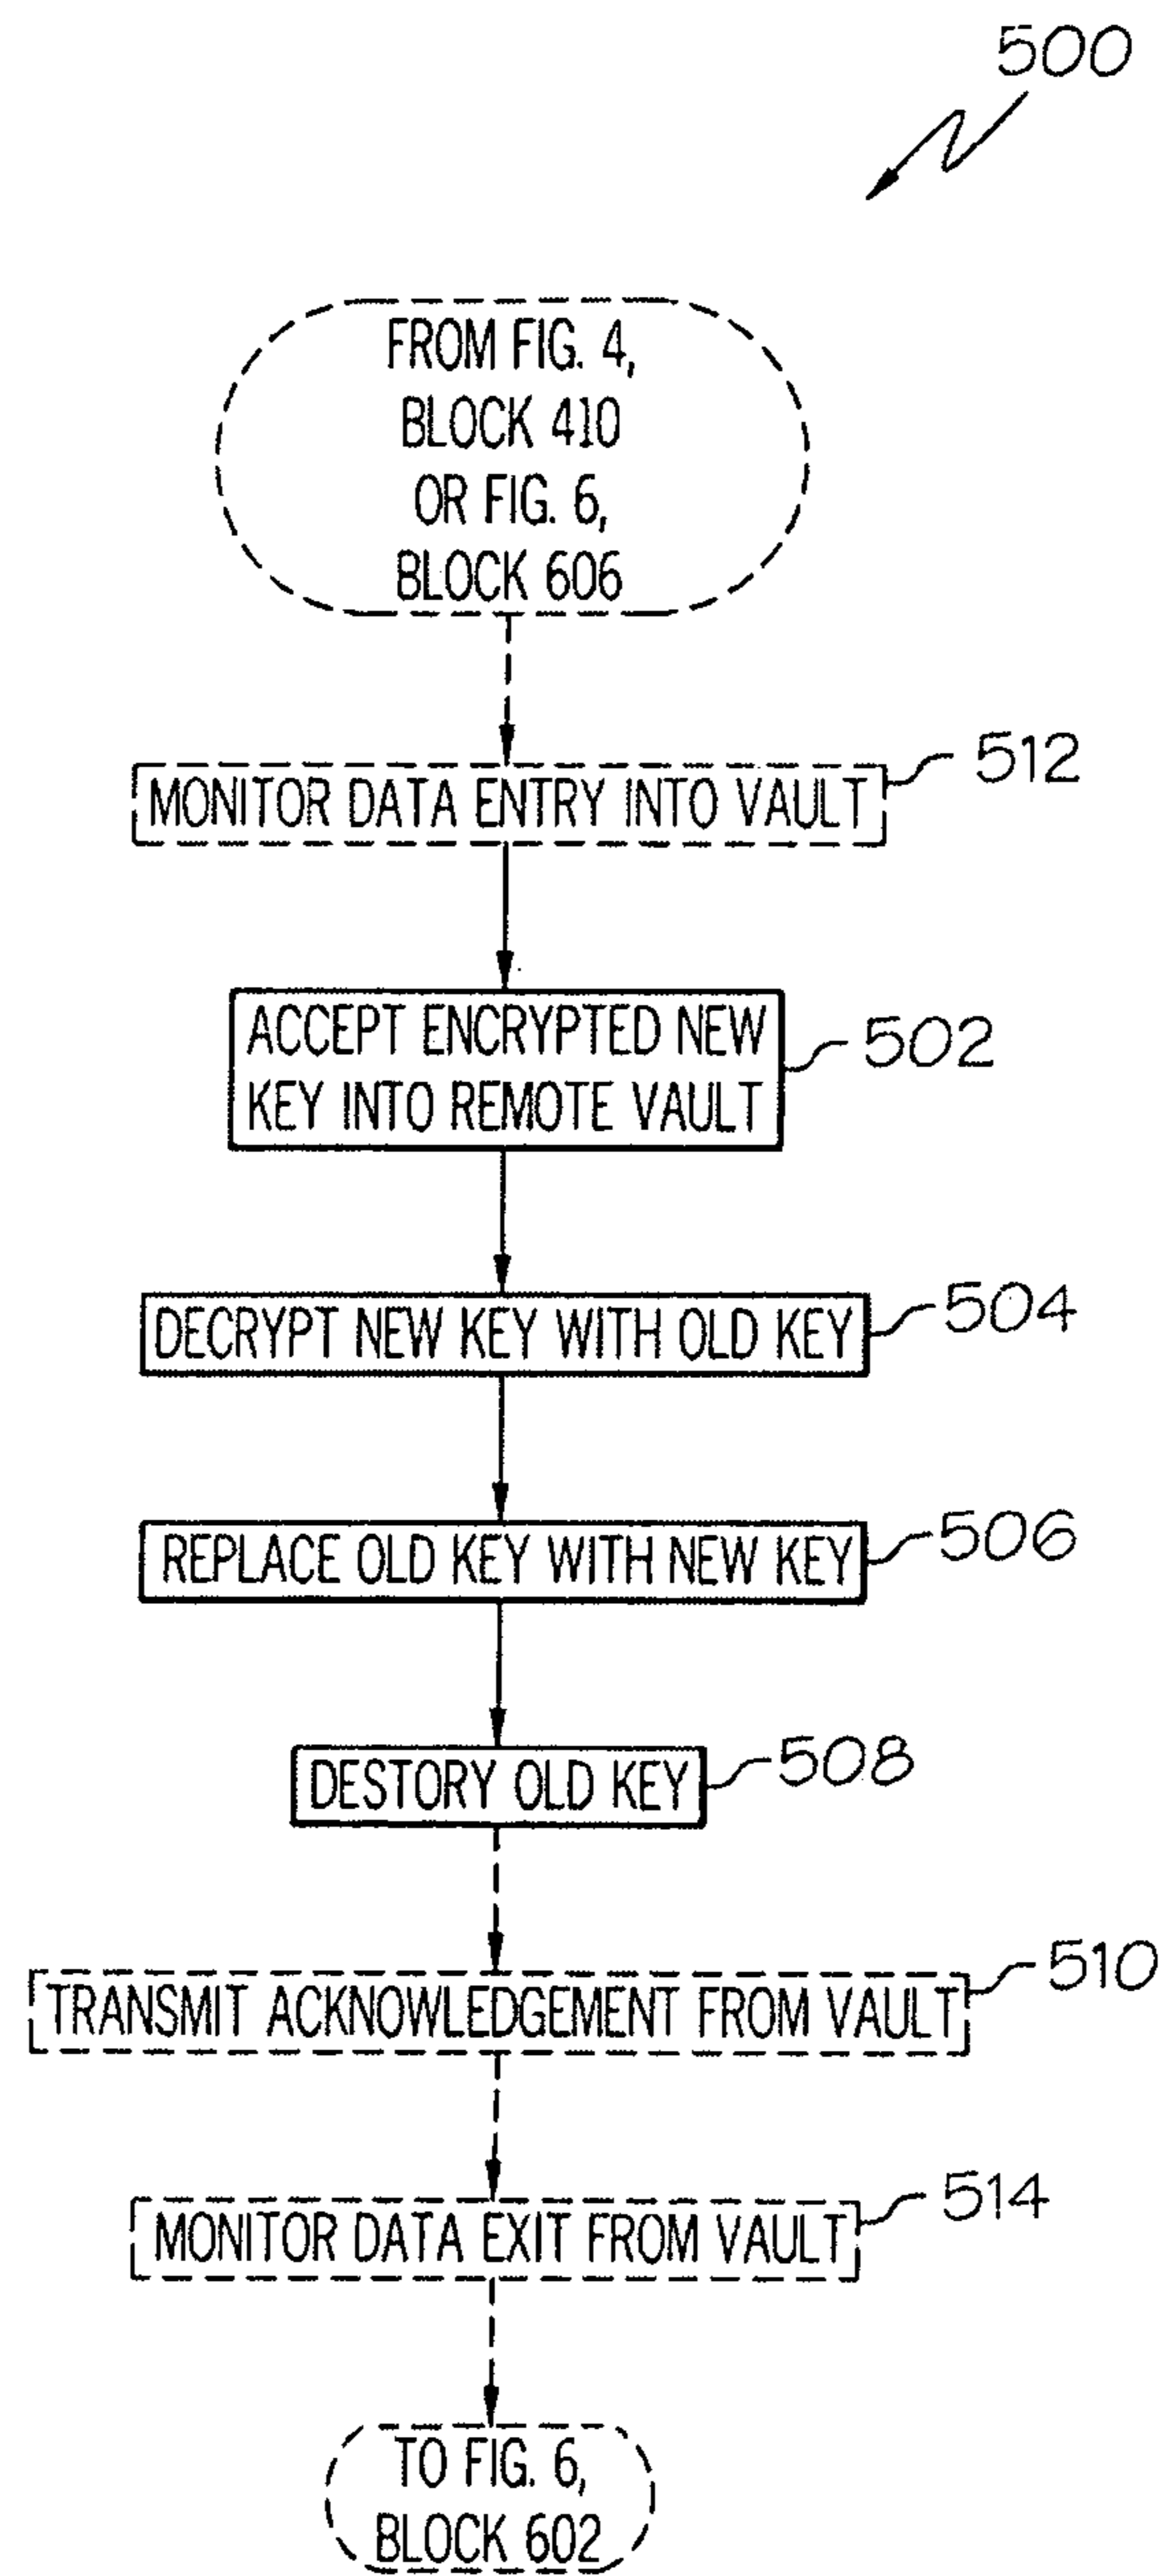 500
FROM FIG. 4,
BLOCK 410
OR FIG. 6,
BLOCK 606
MONITOR DATA ENTRY INTO VAULT
512
ACCEPT ENCRYPTED NEW
KEY INTO REMOTE VAULT
502
DECRYPT NEW KEY WITH OLD KEY
504
REPLACE OLD KEY WITH NEW KEY
506
DESTORY OLD KEY
508
TRANSMIT ACKNOWLEDGEMENT FROM VAULT
510
MONITOR DATA EXIT FROM VAULT
514
TO FIG. 6,
BLOCK 602